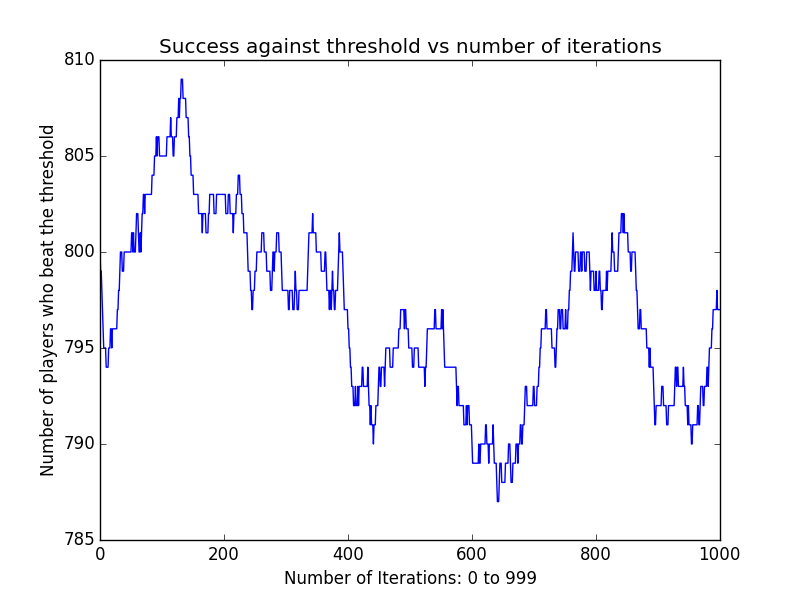 Success against threshold vs number of iterations
810
805
800
795
790
785
Number of players who beat the threshold
0 200 400 600 800 1000
Number of Iterations: 0 to 999